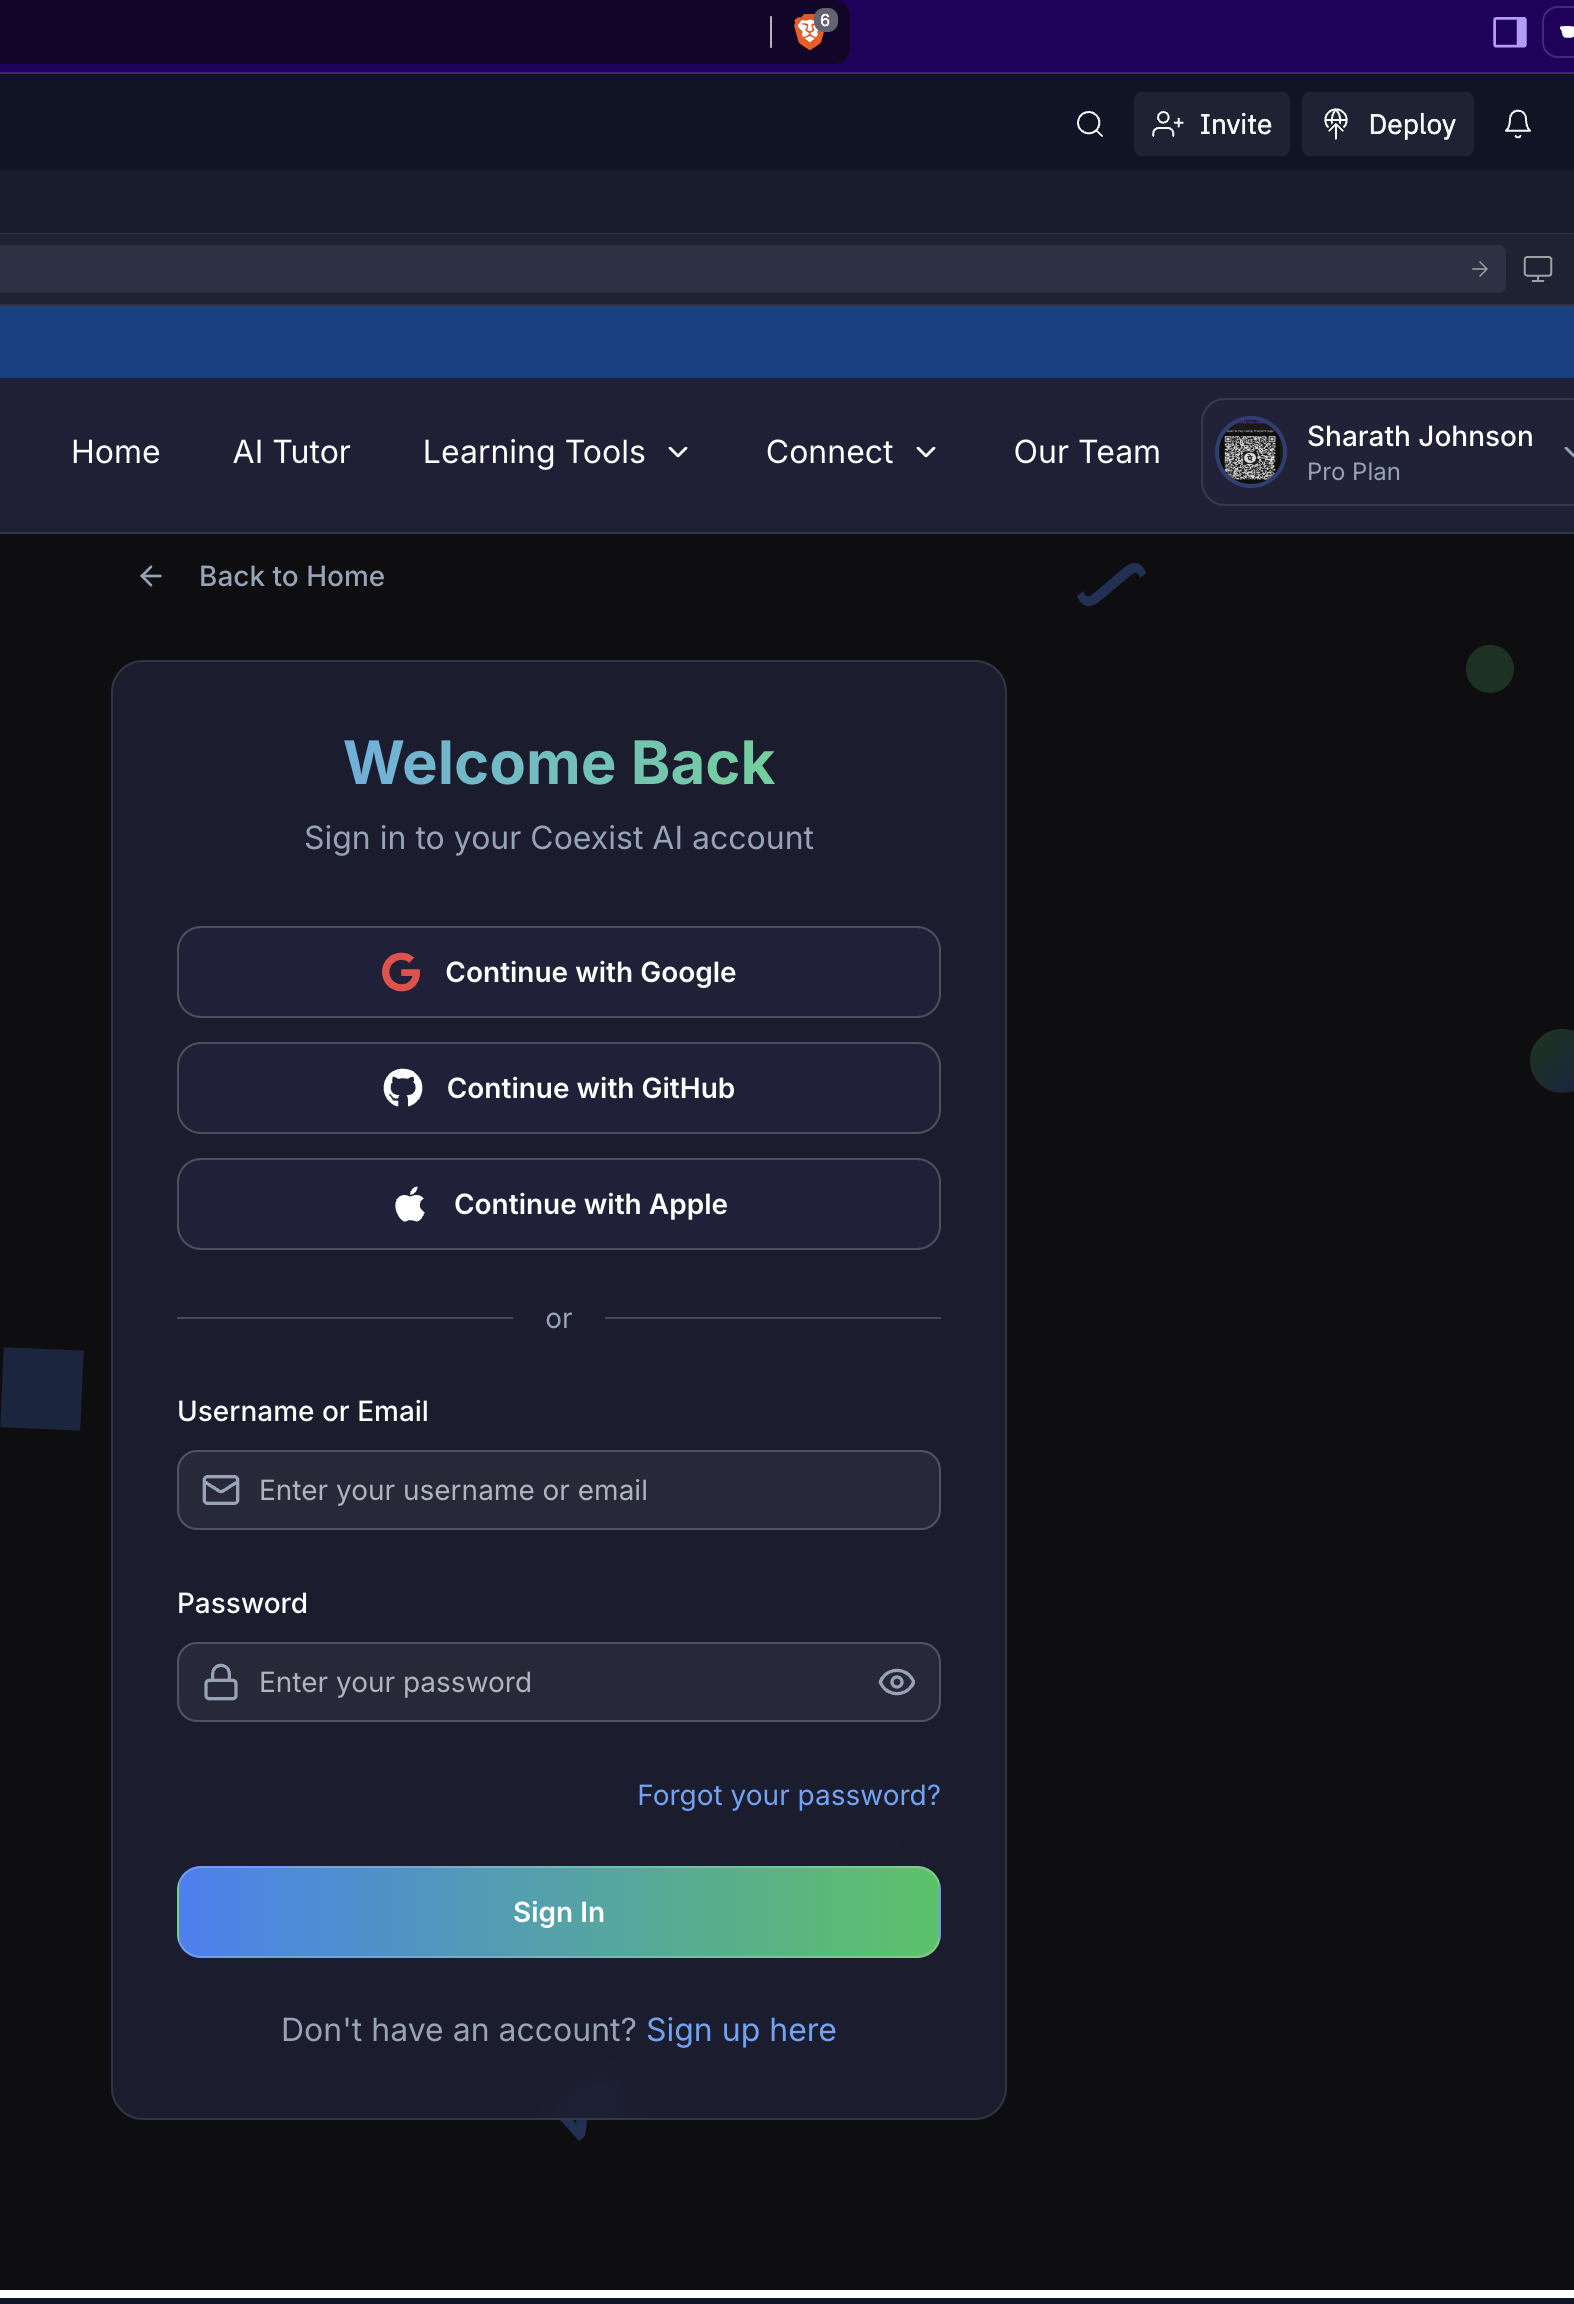 6
Invite
Deploy
Home
AI Tutor
Learning Tools
Connect
Our Team
Sharath Johnson
Pro Plan
Back to Home
Welcome Back
Sign in to your Coexist AI account
Continue with Google
Continue with GitHub
Continue with Apple
or
Username or Email
Enter your username or email
Password
Enter your password
Forgot your password?
Sign In
Don't have an account? Sign up here